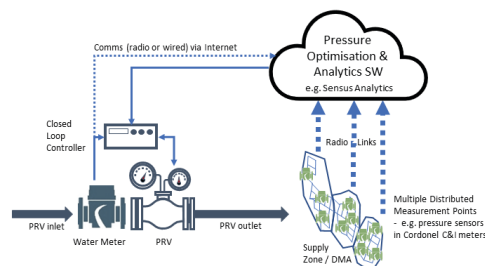 Pressure
Optimisation &
Analytics SW
e.g. Sensus Analytics
Comms (radio or wired) via Internet
Closed
Loop
Controller
Radio Links
PRV inlet
Water Meter
PRV
PRV outlet
Supply
Zone / DMA
Multiple Distributed
Measurement Points
- e.g. pressure sensors
in Cordonel C&I meters